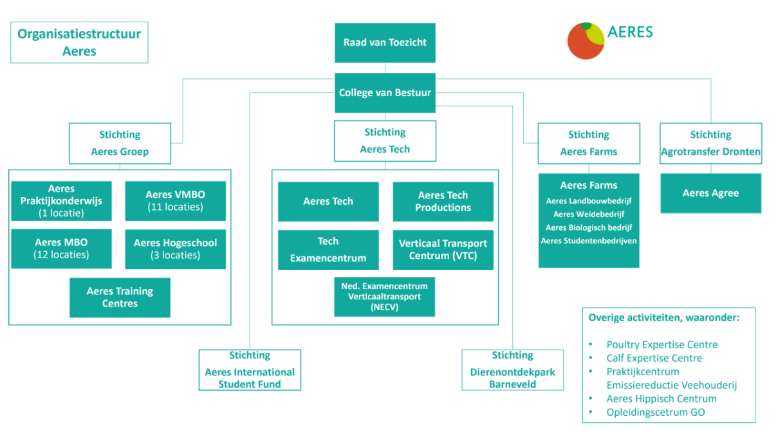 Organisatiestructuur
Aeres
Raad van Toezicht
AERES
College van Bestuur
Stichting
Aeres Groep
Stichting
Aeres Tech
Stichting
Aeres Farms
Stichting
Agrotransfer Dronten
Aeres
Praktijkonderwijs
(1 locatie)
Aeres VMBO
(11 locaties)
Aeres MBO
(12 locaties)
Aeres Hogeschool
(3 locaties)
Aeres Training
Centres
Aeres Tech
Aeres Tech
Productions
Tech
Examencentrum
Verticaal Transport
Centrum (VTC)
Ned. Examencentrum
Verticaaltransport
(NECV)
Aeres Farms
Aeres Landbouwbedrijf
Aeres Weidebedrijf
Aeres Biologisch bedrijf
Aeres Studentenbedrijven
Aeres Agree
Stichting
Aeres International
Student Fund
Stichting
Dierenontdekpark
Barneveld
Overige activiteiten, waaronder:
• Poultry Expertise Centre
• Calf Expertise Centre
• Praktijkcentrum
Emissiereductie Veehouderij
• Aeres Hippisch Centrum
• Opleidingscetrum GO